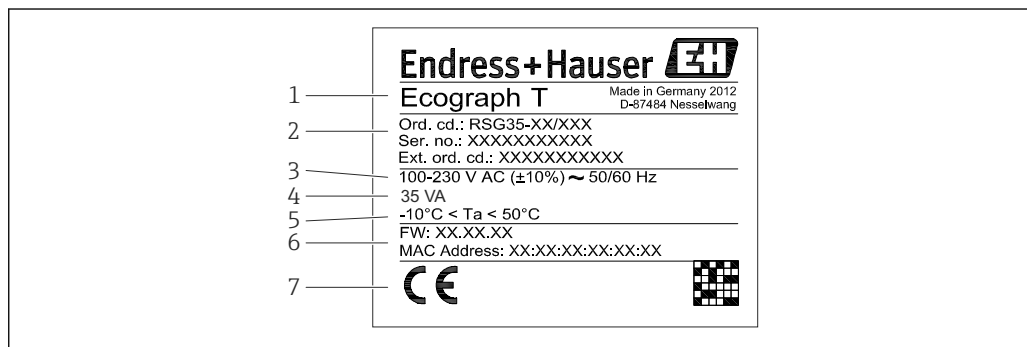 Endress+Hauser EH
1 Ecograph T Made in Germany 2012
D-87484 Nesselwang
2 Ord. cd.: RSG35-XX/XXX
Ser. no.: XXXXXXXXXXX
Ext. ord. cd.: XXXXXXXXXXX
3 100-230 V AC (±10%) ~ 50/60 Hz
4 35 VA
5 -10°C < Ta < 50°C
6 FW: XX.XX.XX
MAC Address: XX:XX:XX:XX:XX:XX
7 CE